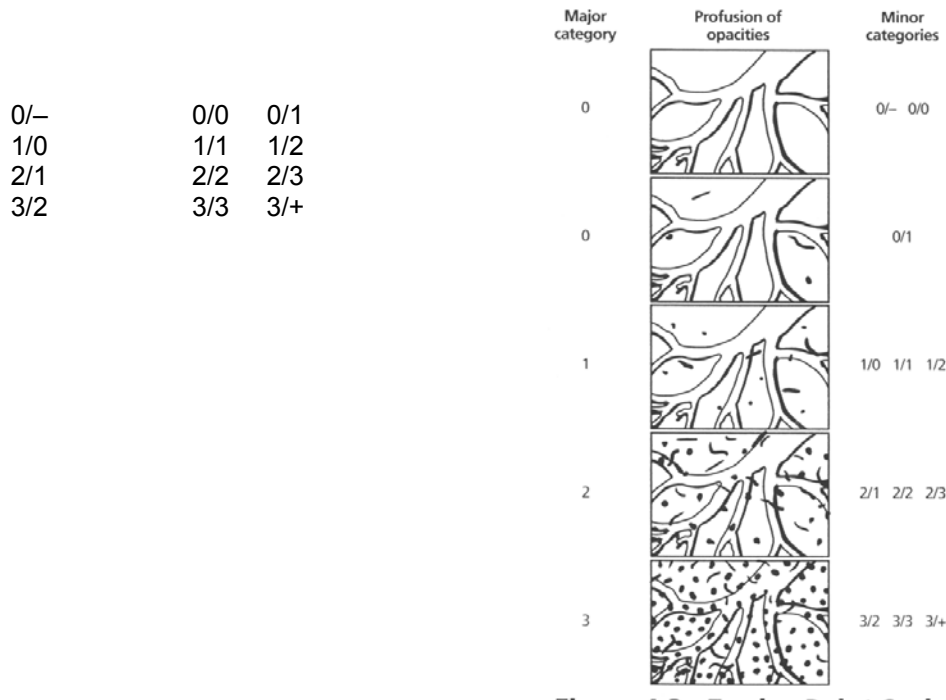 0/– 0/0 0/1
1/0 1/1 1/2
2/1 2/2 2/3
3/2 3/3 3/+
Major category
Profusion of opacities
Minor categories
0 0/– 0/0
0 0/1
1 1/0 1/1 1/2
2 2/1 2/2 2/3
3 3/2 3/3 3/+